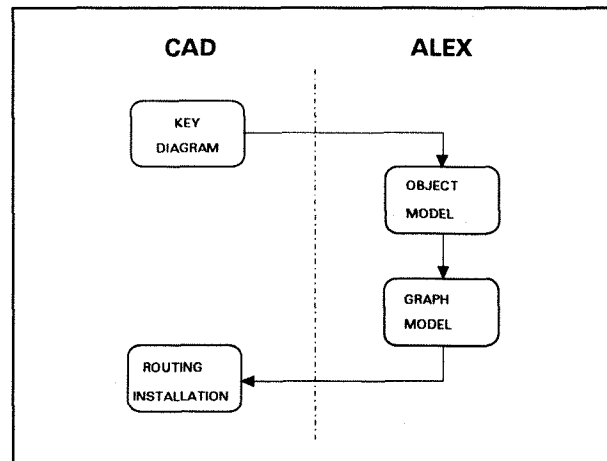 CAD
ALEX
KEY
DIAGRAM
OBJECT
MODEL
GRAPH
MODEL
ROUTING
INSTALLATION